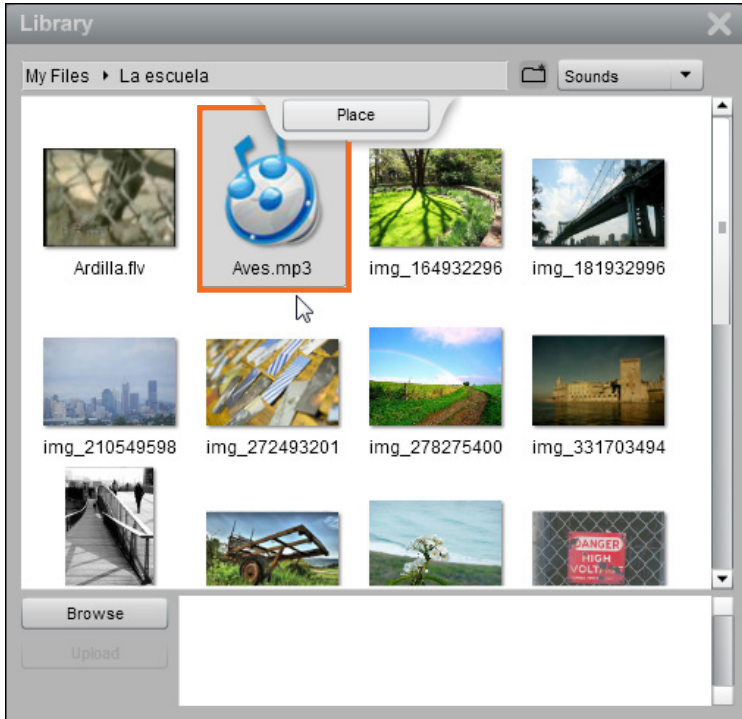 Library
My Files ▸ La escuela
Sounds
Place
Ardilla.flv
Aves.mp3
img_164932296
img_181932996
img_210549598
img_272493201
img_278275400
img_331703494
DANGER
HIGH
VOLTAGE
Browse
Upload